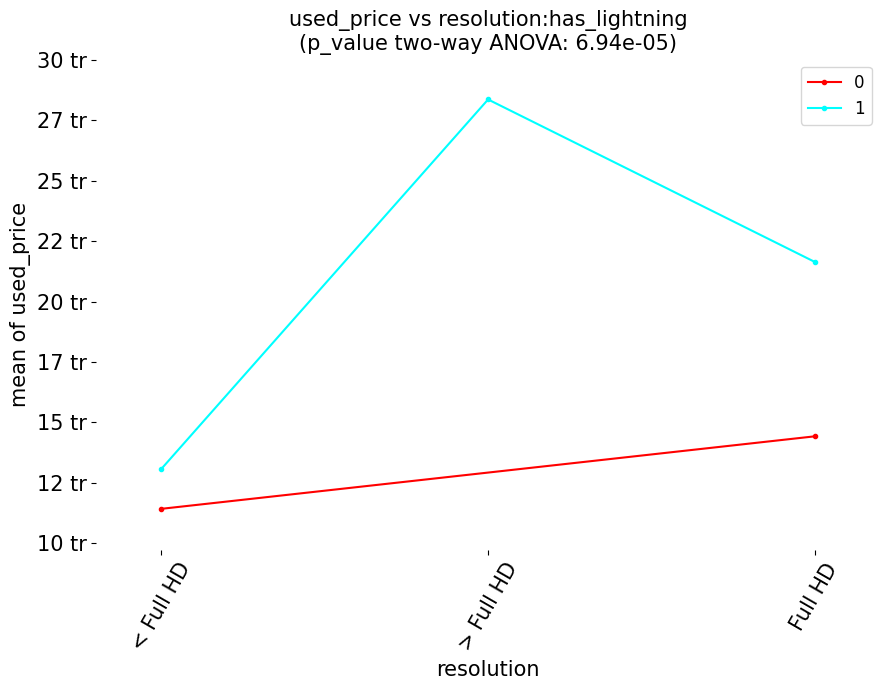 used_price vs resolution:has_lightning
(p_value two-way ANOVA: 6.94e-05)
30 tr
27 tr
25 tr
22 tr
20 tr
17 tr
15 tr
12 tr
10 tr
mean of used_price
0
1
< Full HD
> Full HD
Full HD
resolution